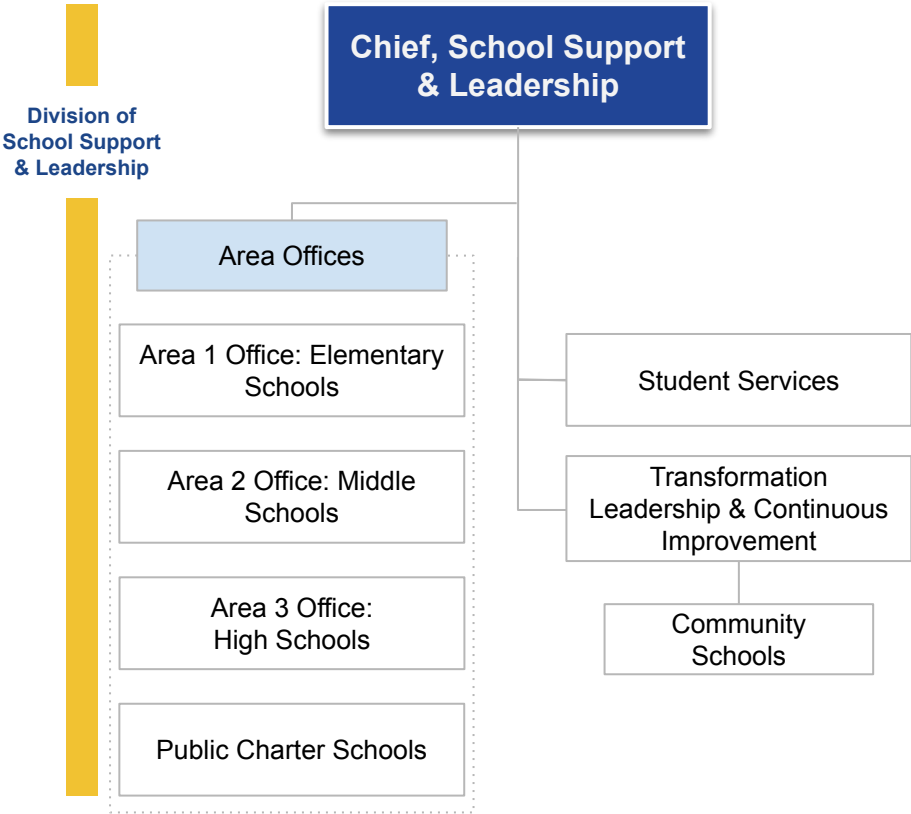 Chief, School Support
& Leadership
Division of
School Support
& Leadership
Area Offices
Area 1 Office: Elementary
Schools
Area 2 Office: Middle
Schools
Area 3 Office:
High Schools
Public Charter Schools
Student Services
Transformation
Leadership & Continuous
Improvement
Community
Schools